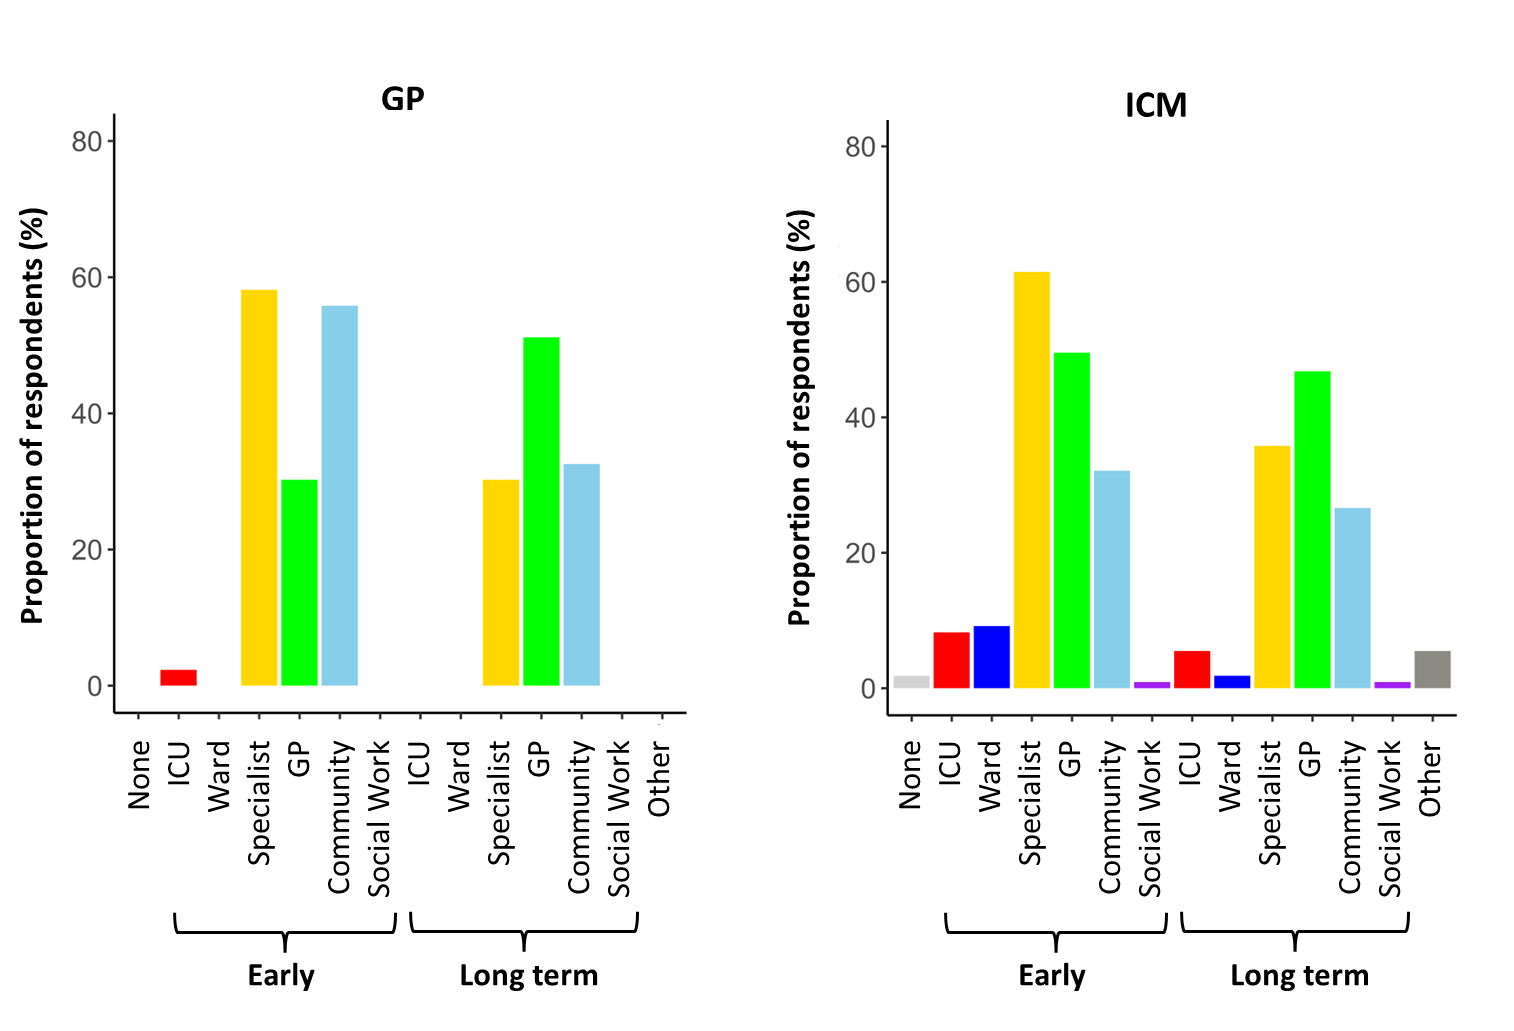 GP
Proportion of respondents (%)
80
60
40
20
0
None
ICU
Ward
Specialist
GP
Community
Social Work
ICU
Ward
Specialist
GP
Community
Social Work
Other
Early
Long term
ICM
Proportion of respondents (%)
80
60
40
20
0
None
ICU
Ward
Specialist
GP
Community
Social Work
ICU
Ward
Specialist
GP
Community
Social Work
Other
Early
Long term